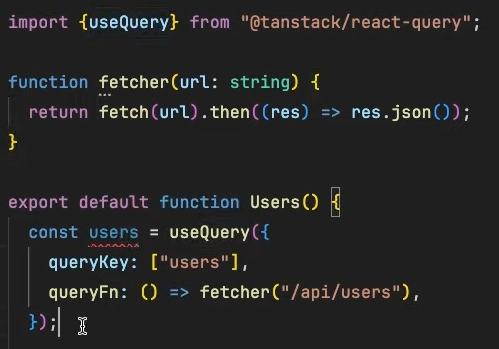 import {useQuery} from "@tanstack/react-query";
function fetcher(url: string) {
return fetch(url).then((res) => res.json());
}
export default function Users() {
const users = useQuery({
queryKey: ["users"],
queryFn: () => fetcher("/api/users"),
});